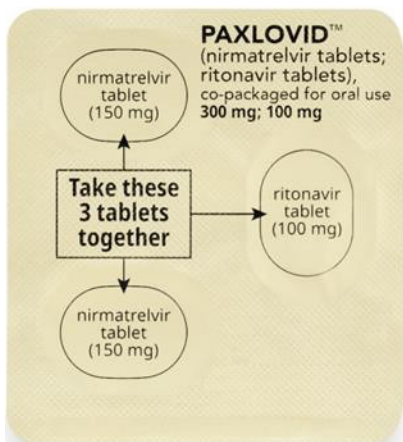 PAXLOVID™
(nirmatrelvir tablets;
ritonavir tablets),
co-packaged for oral use
300 mg; 100 mg
nirmatrelvir
tablet
(150 mg)
Take these
3 tablets
together
ritonavir
tablet
(100 mg)
nirmatrelvir
tablet
(150 mg)